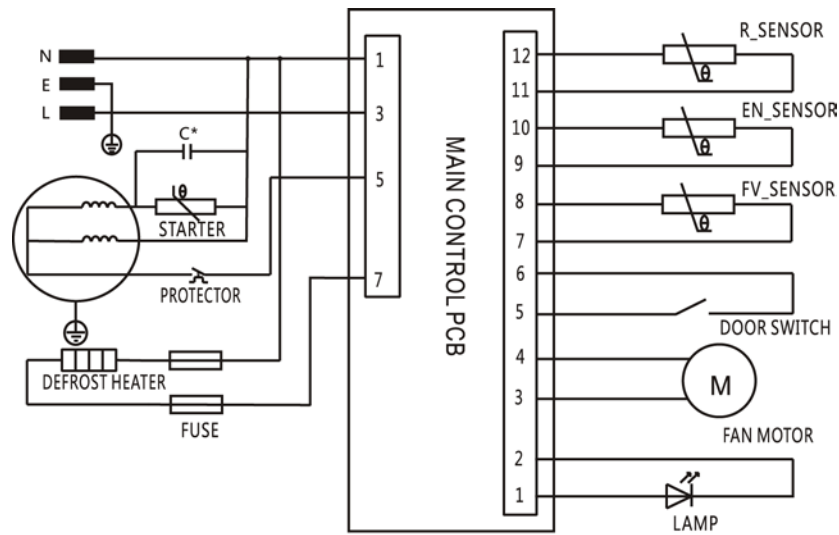 N
E
L
C*
θ
STARTER
PROTECTOR
DEFROST HEATER
FUSE
1
3
5
7
MAIN CONTROL PCB
12
11
10
9
8
7
6
5
4
3
2
1
R_SENSOR
θ
EN_SENSOR
θ
FV_SENSOR
θ
DOOR SWITCH
M
FAN MOTOR
LAMP